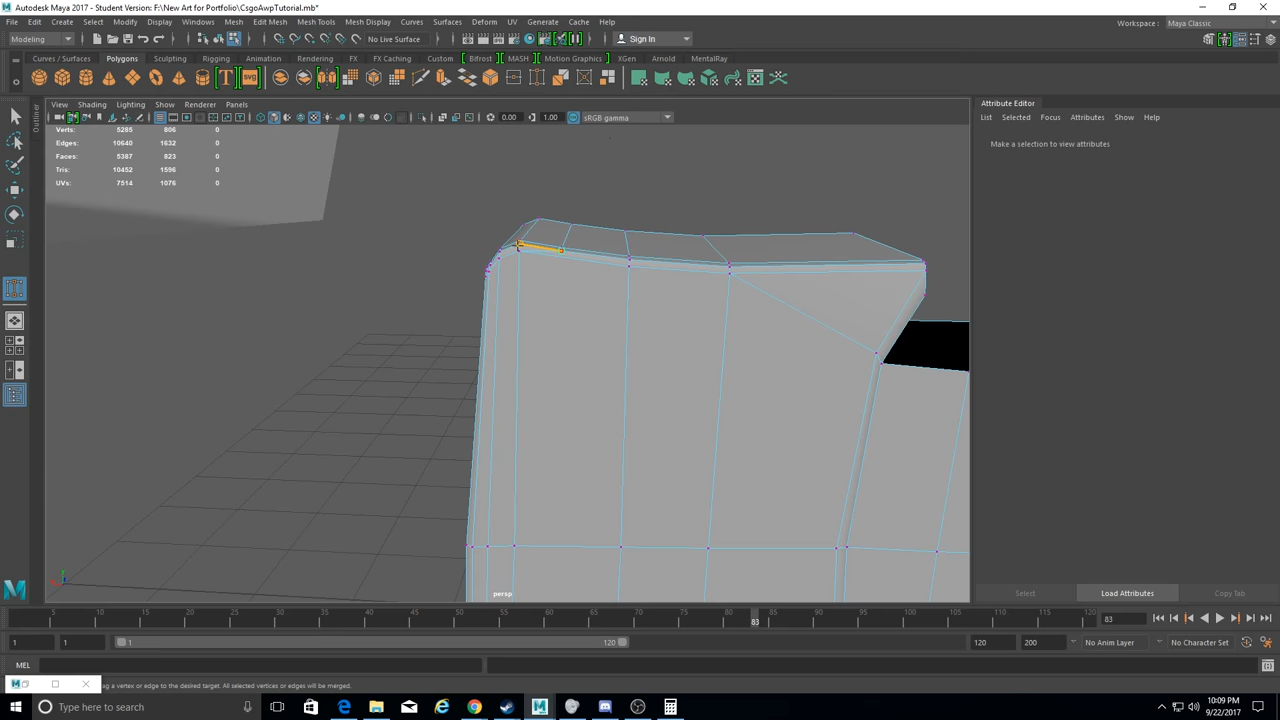 Autodesk Maya 2017 - Student Version: F:\New Art for Portfolio\CsgoAwpTutorial.mb*
File Edit Create Select Modify Display Windows Mesh Edit Mesh Mesh Tools Mesh Display Curves Surfaces Deform UV Generate Cache Help
Workspace : Maya Classic
Modeling No Live Surface Sign In
Curves / Surfaces Polygons Sculpting Rigging Animation Rendering FX FX Caching Custom Bifrost MASH Motion Graphics XGen Arnold MentalRay
T svg
View Shading Lighting Show Renderer Panels
0.00 1.00 sRGB gamma
Outliner
Verts: 5285 806 0
Edges: 10640 1632 0
Faces: 5387 823 0
Tris: 10452 1596 0
UVs: 7514 1076 0
persp
Attribute Editor
List Selected Focus Attributes Show Help
Make a selection to view attributes
Select Load Attributes Copy Tab
5 10 15 20 25 30 35 40 45 50 55 60 65 70 75 80 83 90 95 100 105 110 115 120 83
1 1 1 120 120 200 No Anim Layer No Character Set
MEL
ag a vertex or edge to the desired target. All selected vertices or edges will be merged.
Type here to search
10:09 PM
9/22/2017